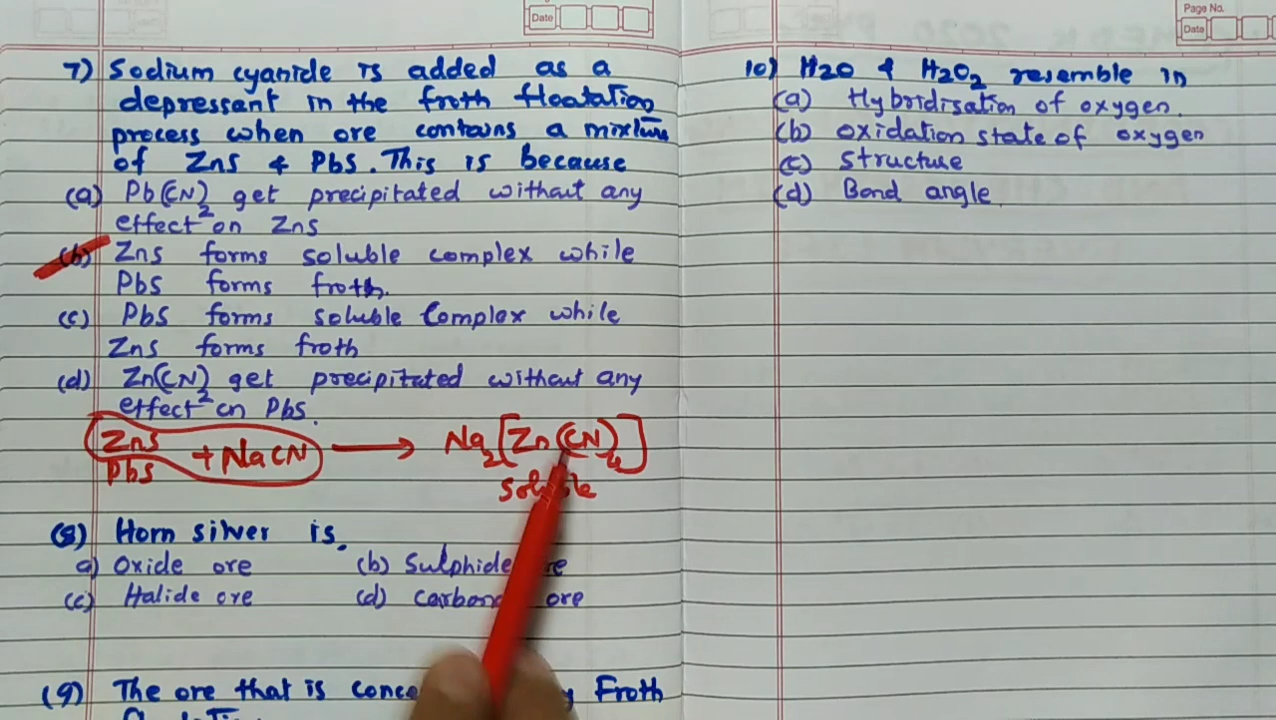 Date
7) Sodium cyanide is added as a
depressant in the froth floatation
process when ore contains a mixture
of ZnS & PbS. This is because
(a) Pb(CN)2 get precipitated without any
effect on ZnS
(b) ZnS forms soluble complex while
PbS forms froth.
(c) PbS forms soluble Complex while
ZnS forms froth
(d) Zn(CN)2 get precipitated without any
effect on PbS.
ZnS
PbS + NaCN → Na2[Zn(CN)4]
soluble
(8) Horn silver is.
a) Oxide ore (b) Sulphide
(c) Halide ore (d) ore
(9) The ore that is Froth
Page No.
Date
10) H2O & H2O2 resemble in
(a) Hybridisation of oxygen.
(b) oxidation state of oxygen
(c) Structure
(d) Bond angle.